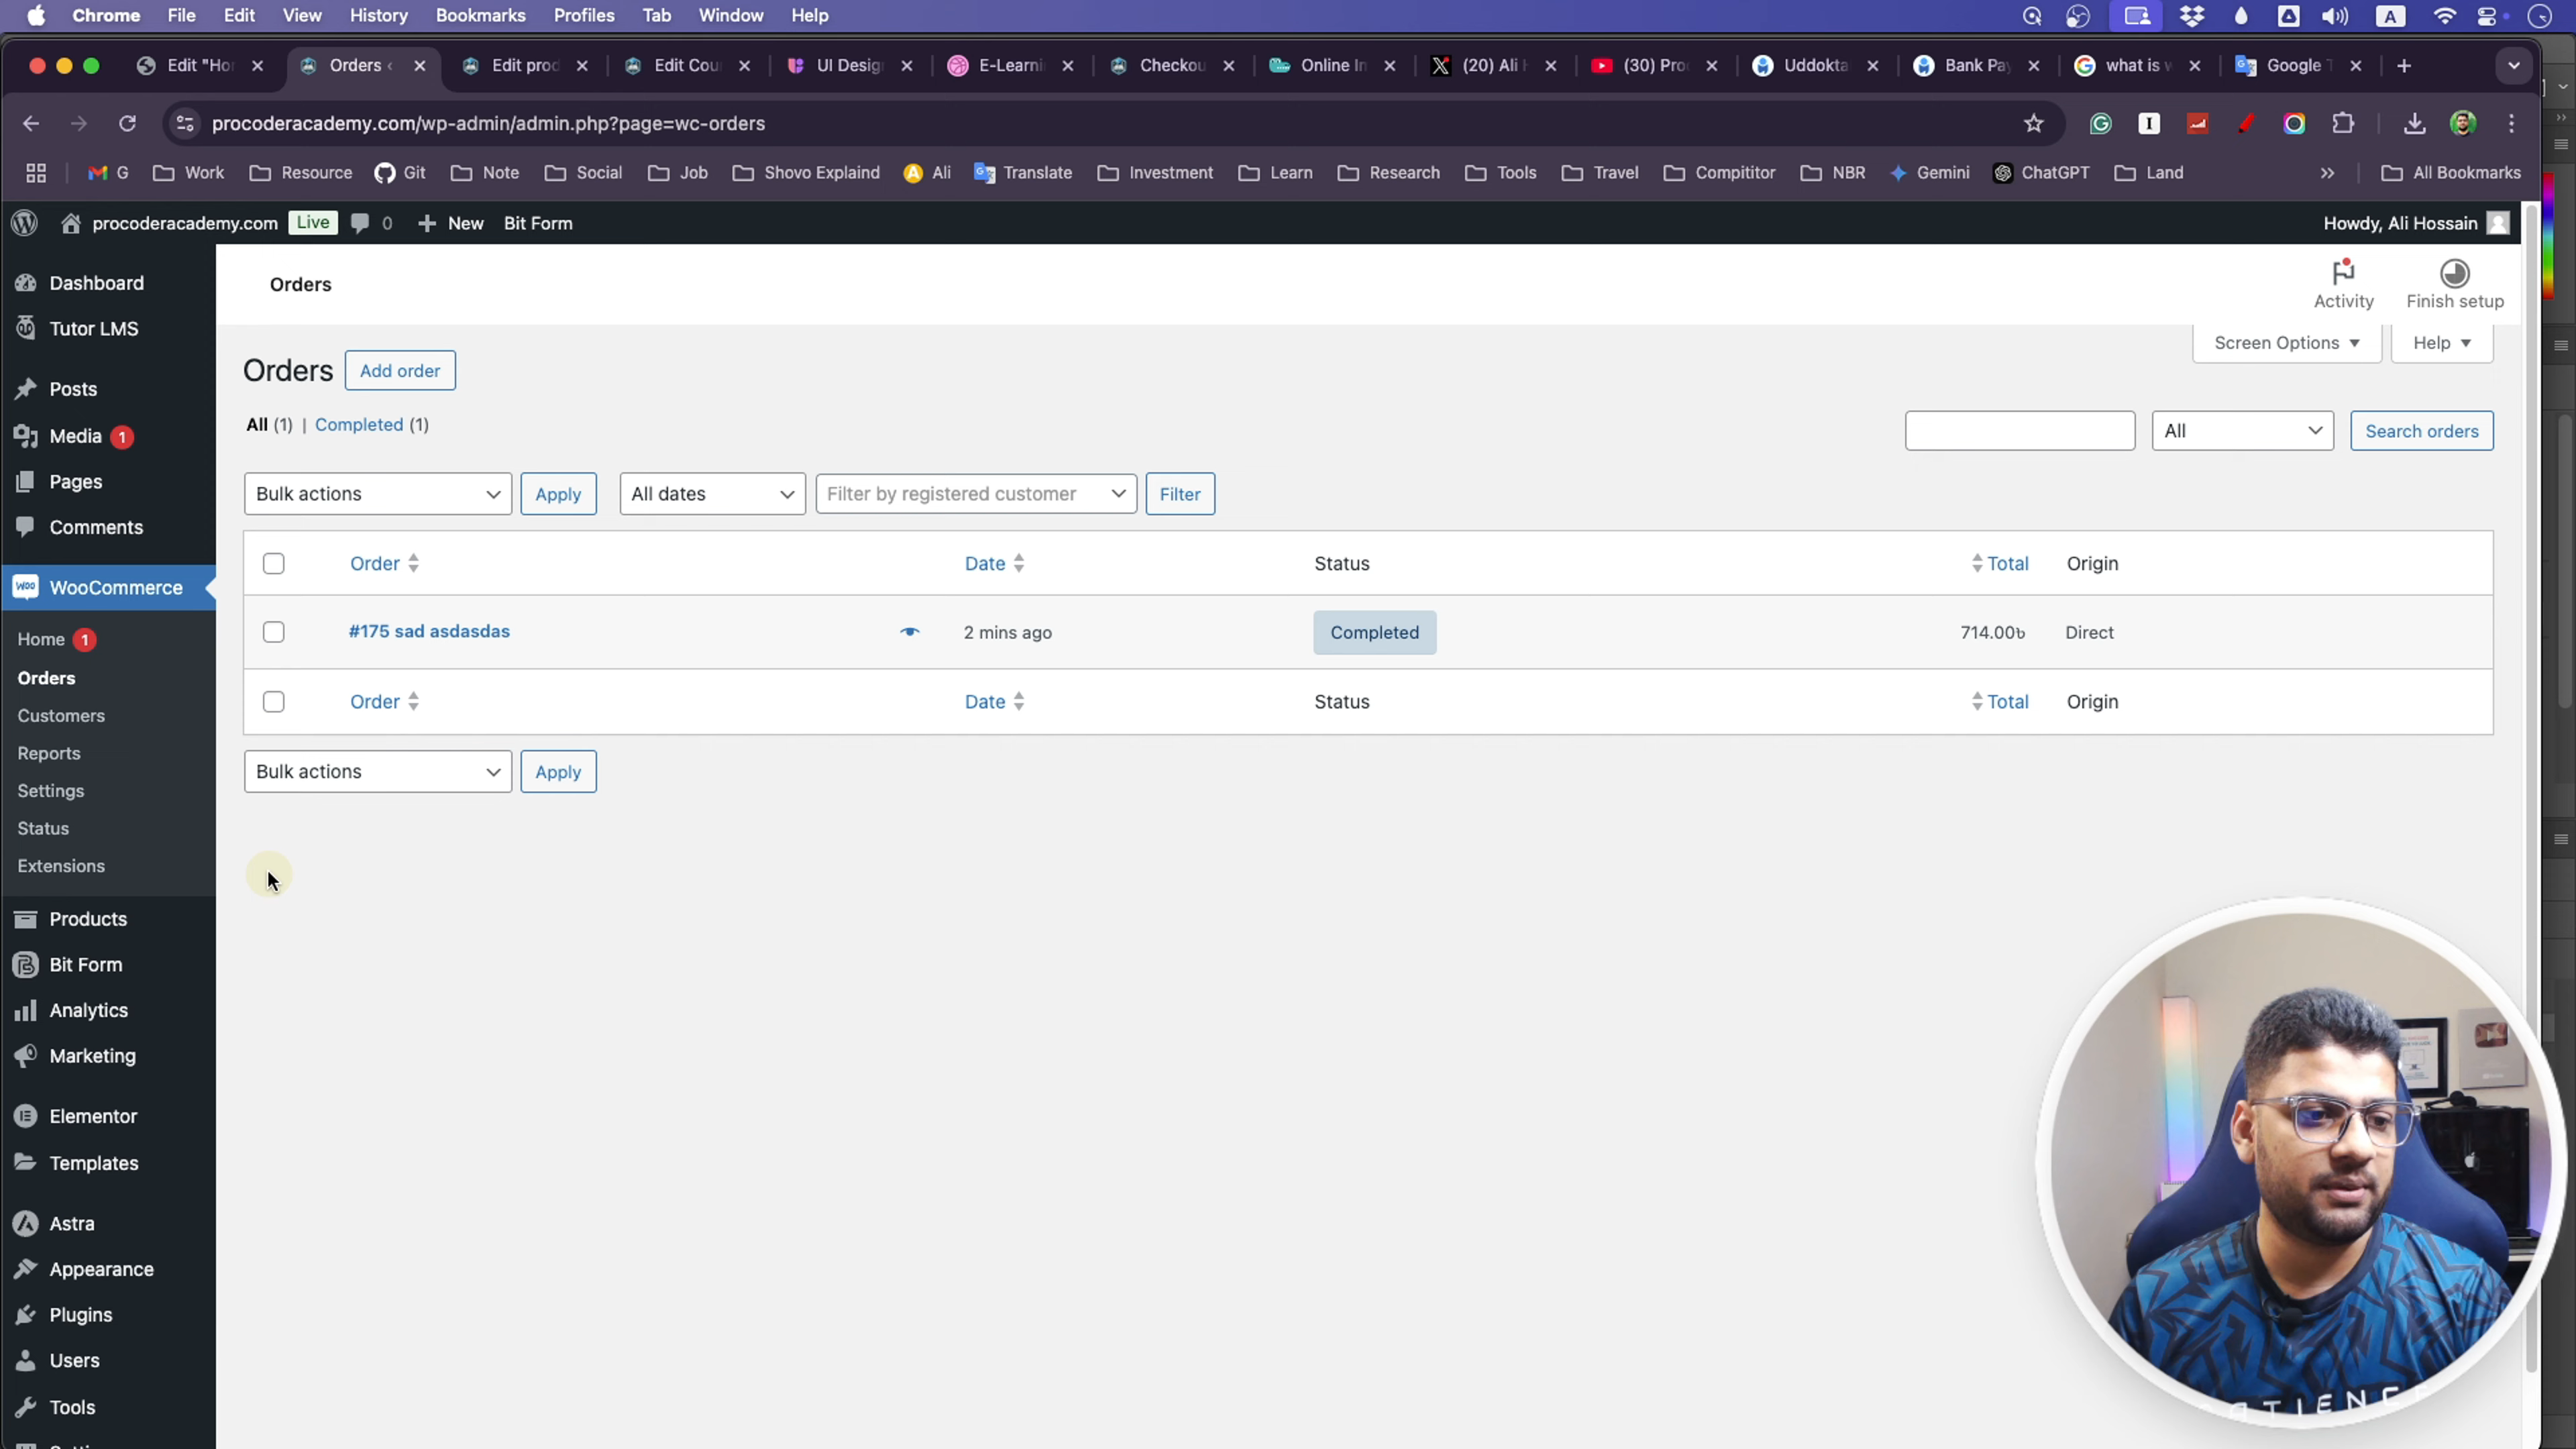 Chrome File Edit View History Bookmarks Profiles Tab Window Help
Edit "Ho Orders Edit prod Edit Cou UI Desig E-Learni Checkou Online In (20) Ali (30) Pro Uddokta Bank Pay what is Google
procoderacademy.com/wp-admin/admin.php?page=wc-orders
G Work Resource Git Note Social Job Shovo Explaind Ali Translate Investment Learn Research Tools Travel Compititor NBR Gemini ChatGPT Land All Bookmarks
procoderacademy.com Live 0 + New Bit Form Howdy, Ali Hossain
Orders
Activity
Finish setup
Screen Options ▼
Help ▼
Dashboard
Tutor LMS
Posts
Media 1
Pages
Comments
WooCommerce
Home 1
Orders
Customers
Reports
Settings
Status
Extensions
Products
Bit Form
Analytics
Marketing
Elementor
Templates
Astra
Appearance
Plugins
Users
Tools
Orders Add order
All (1) | Completed (1)
All Search orders
Bulk actions Apply All dates Filter by registered customer Filter
Order Date Status Total Origin
#175 sad asdasdas 2 mins ago Completed 714.00৳ Direct
Order Date Status Total Origin
Bulk actions Apply